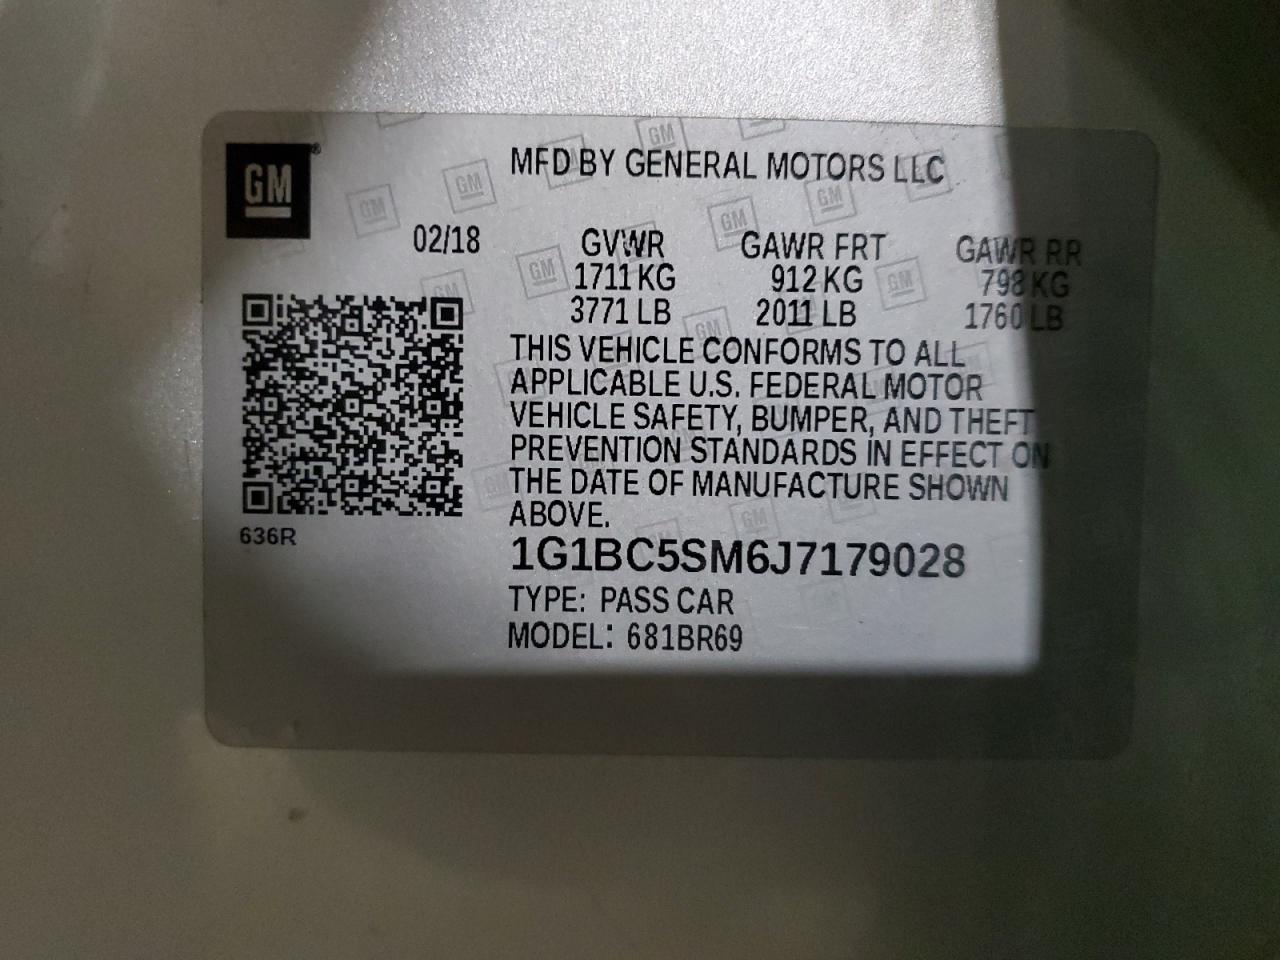 GM
MFD BY GENERAL MOTORS LLC
02/18 GVWR GAWR FRT GAWR RR
1711 KG 912 KG 798 KG
3771 LB 2011 LB 1760 LB
THIS VEHICLE CONFORMS TO ALL
APPLICABLE U.S. FEDERAL MOTOR
VEHICLE SAFETY, BUMPER, AND THEFT
PREVENTION STANDARDS IN EFFECT ON
THE DATE OF MANUFACTURE SHOWN
ABOVE.
636R
1G1BC5SM6J7179028
TYPE: PASS CAR
MODEL: 681BR69